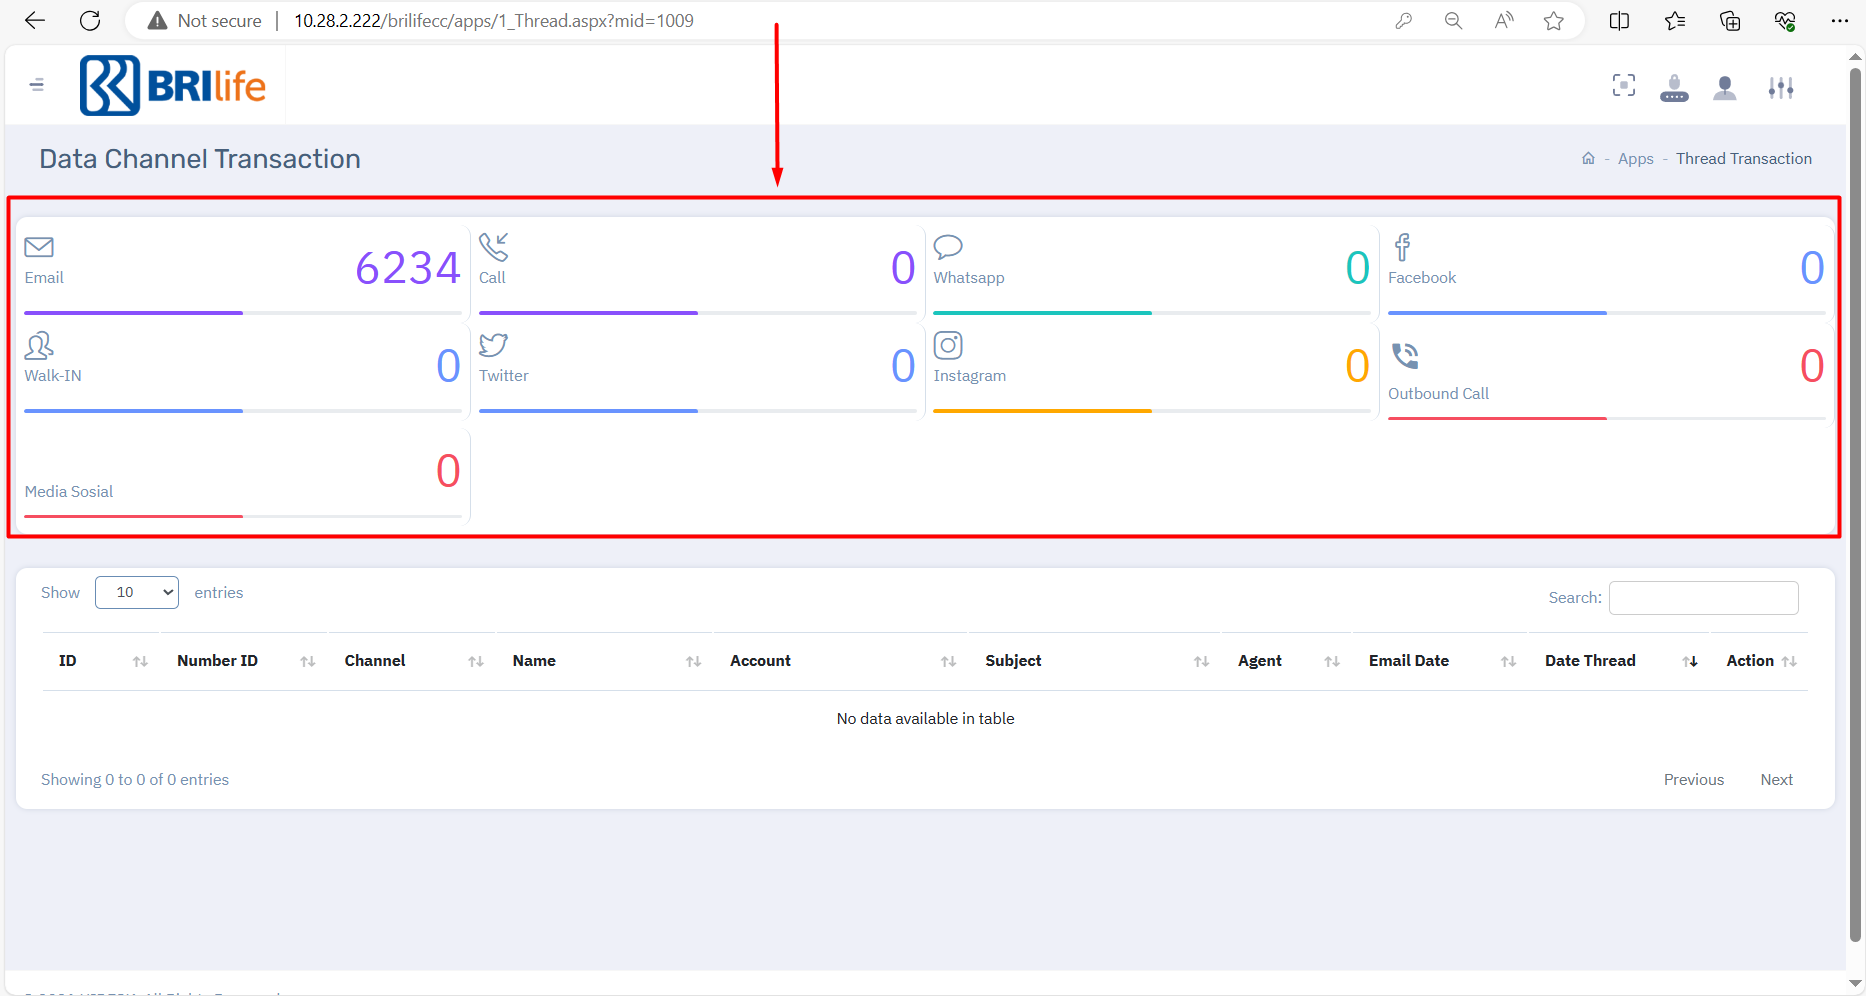 Not secure | 10.28.2.222/brilifecc/apps/1_Thread.aspx?mid=1009
BRIlife
Data Channel Transaction
- Apps - Thread Transaction
Email 6234
Call 0
Whatsapp 0
Facebook 0
Walk-IN 0
Twitter 0
Instagram 0
Outbound Call 0
Media Sosial 0
Show 10 entries
Search:
ID Number ID Channel Name Account Subject Agent Email Date Date Thread Action
No data available in table
Showing 0 to 0 of 0 entries
Previous Next